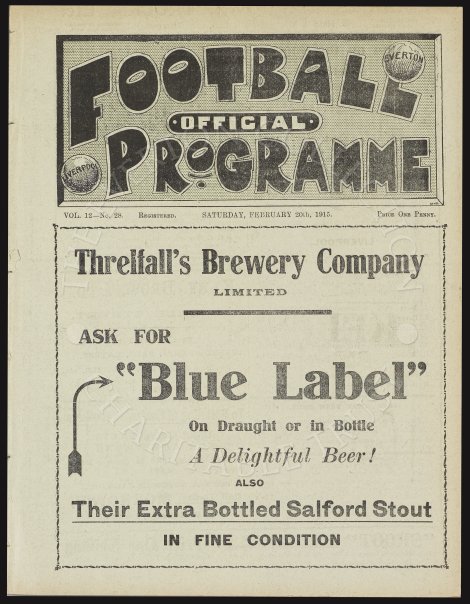 FOOTBALL
EVERTON
OFFICIAL
LIVERPOOL
PROGRAMME
VOL. 12—No. 28. REGISTERED. SATURDAY, FEBRUARY 20th, 1915. PRICE ONE PENNY.
Threlfall's Brewery Company
LIMITED
ASK FOR
"Blue Label"
On Draught or in Bottle
A Delightful Beer!
ALSO
Their Extra Bottled Salford Stout
IN FINE CONDITION